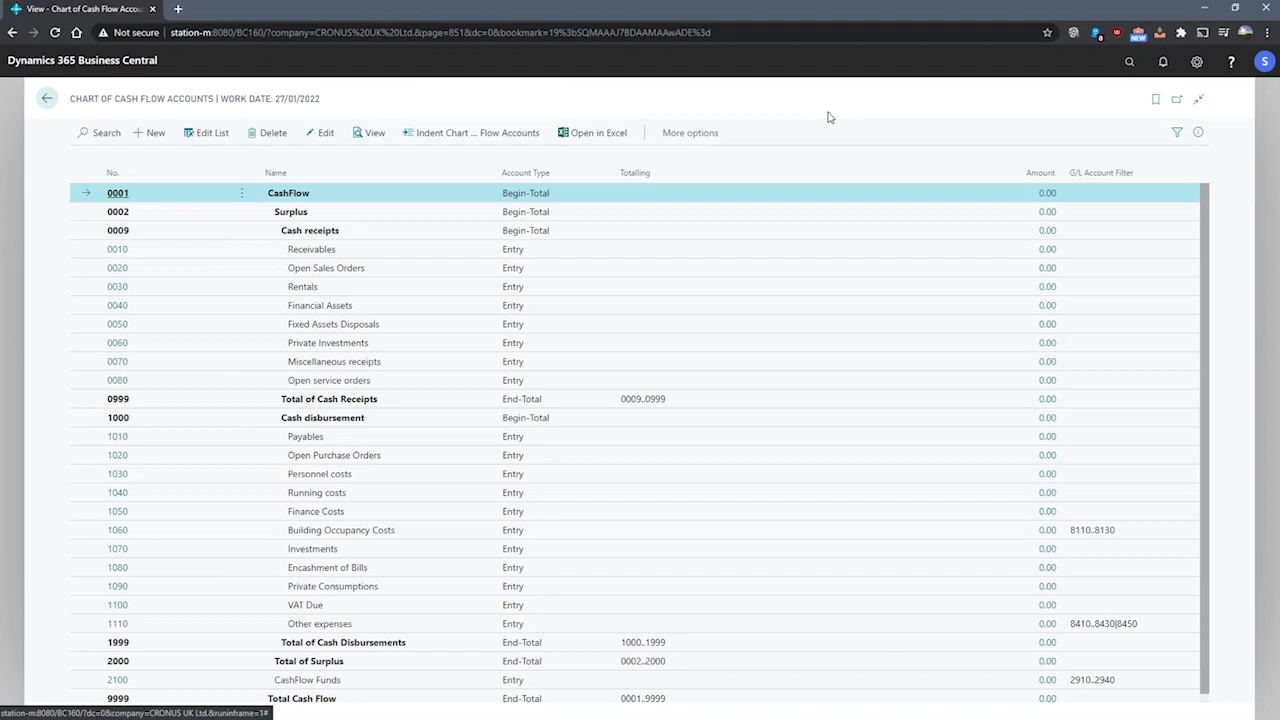 View - Chart of Cash Flow Accou
Not secure station-m:8080/BC160/?company=CRONUS%20UK%20Ltd.&page=851&dc=0&bookmark=19%3bSQMAAAJ7BDAAMAAwADE%3d
NEW
Dynamics 365 Business Central
? S
CHART OF CASH FLOW ACCOUNTS | WORK DATE: 27/01/2022
Search New Edit List Delete Edit View Indent Chart ... Flow Accounts Open in Excel More options
No. Name Account Type Totalling Amount G/L Account Filter
0001 CashFlow Begin-Total 0.00
0002 Surplus Begin-Total 0.00
0009 Cash receipts Begin-Total 0.00
0010 Receivables Entry 0.00
0020 Open Sales Orders Entry 0.00
0030 Rentals Entry 0.00
0040 Financial Assets Entry 0.00
0050 Fixed Assets Disposals Entry 0.00
0060 Private Investments Entry 0.00
0070 Miscellaneous receipts Entry 0.00
0080 Open service orders Entry 0.00
0999 Total of Cash Receipts End-Total 0009..0999 0.00
1000 Cash disbursement Begin-Total 0.00
1010 Payables Entry 0.00
1020 Open Purchase Orders Entry 0.00
1030 Personnel costs Entry 0.00
1040 Running costs Entry 0.00
1050 Finance Costs Entry 0.00
1060 Building Occupancy Costs Entry 0.00 8110..8130
1070 Investments Entry 0.00
1080 Encashment of Bills Entry 0.00
1090 Private Consumptions Entry 0.00
1100 VAT Due Entry 0.00
1110 Other expenses Entry 0.00 8410..8430|8450
1999 Total of Cash Disbursements End-Total 1000..1999 0.00
2000 Total of Surplus End-Total 0002..2000 0.00
2100 CashFlow Funds Entry 0.00 2910..2940
9999 Total Cash Flow End-Total 0001..9999 0.00
station-m:8080/BC160/?dc=0&company=CRONUS UK Ltd.&runinframe=1#